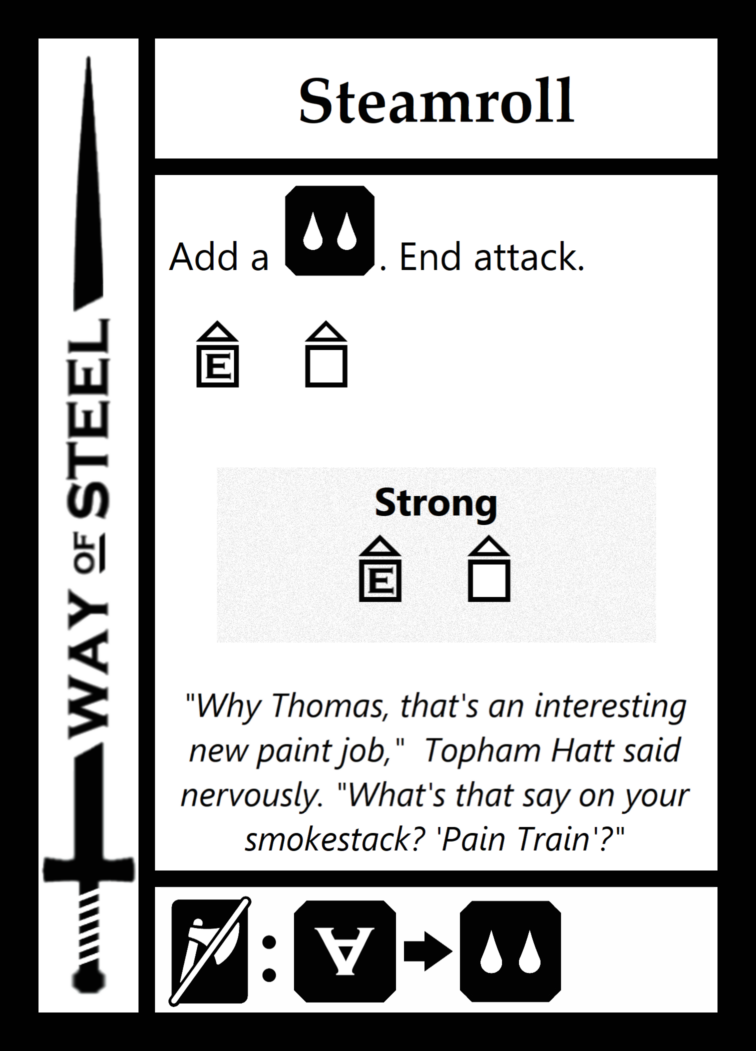 Steamroll
Add a . End attack.
E
Strong
E
"Why Thomas, that's an interesting
new paint job," Topham Hatt said
nervously. "What's that say on your
smokestack? 'Pain Train'?"
: ∀
WAY OF STEEL